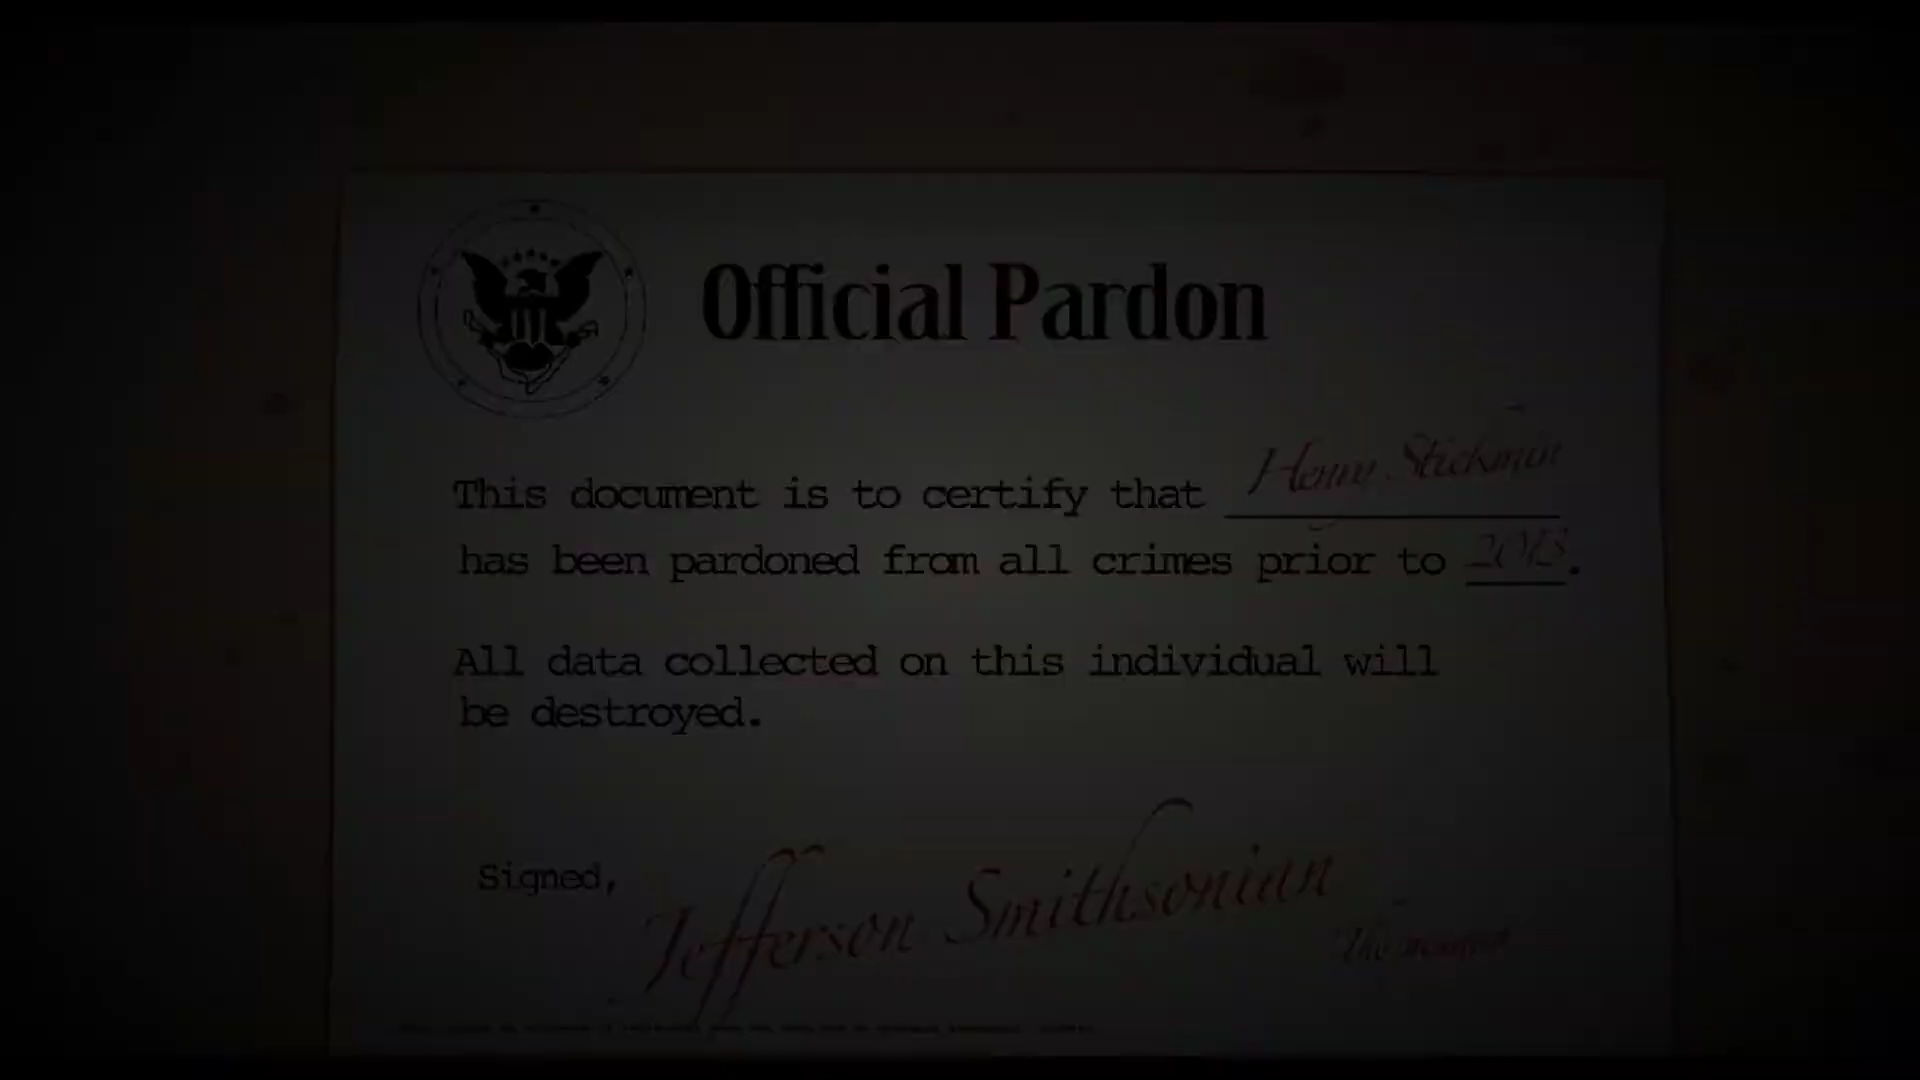 Official Pardon
This document is to certify that Henry Stickmin
has been pardoned from all crimes prior to 2013.
All data collected on this individual will
be destroyed.
Signed, Jefferson Smithsonian